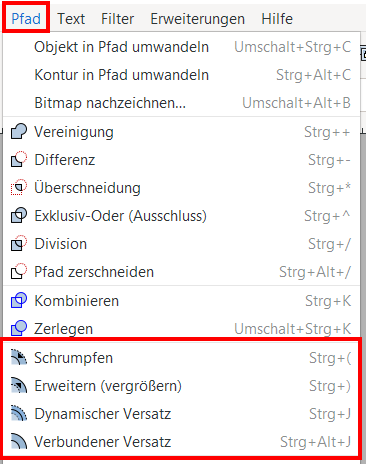 Pfad Text Filter Erweiterungen Hilfe
Objekt in Pfad umwandeln Umschalt+Strg+C
Kontur in Pfad umwandeln Strg+Alt+C
Bitmap nachzeichnen... Umschalt+Alt+B
Vereinigung Strg++
Differenz Strg+-
Überschneidung Strg+*
Exklusiv-Oder (Ausschluss) Strg+^
Division Strg+/
Pfad zerschneiden Strg+Alt+/
Kombinieren Strg+K
Zerlegen Umschalt+Strg+K
Schrumpfen Strg+(
Erweitern (vergrößern) Strg+)
Dynamischer Versatz Strg+J
Verbundener Versatz Strg+Alt+J